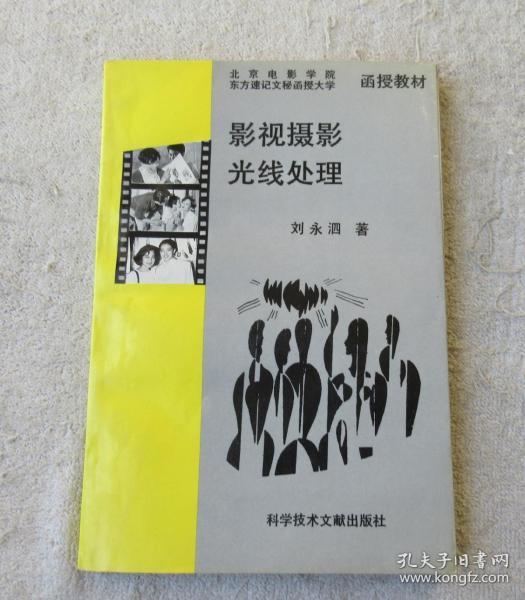 北京电影学院
东方速记文秘函授大学
函授教材
影视摄影
光线处理
刘永泗 著
科学技术文献出版社
孔夫子旧书网
www.kongfz.com